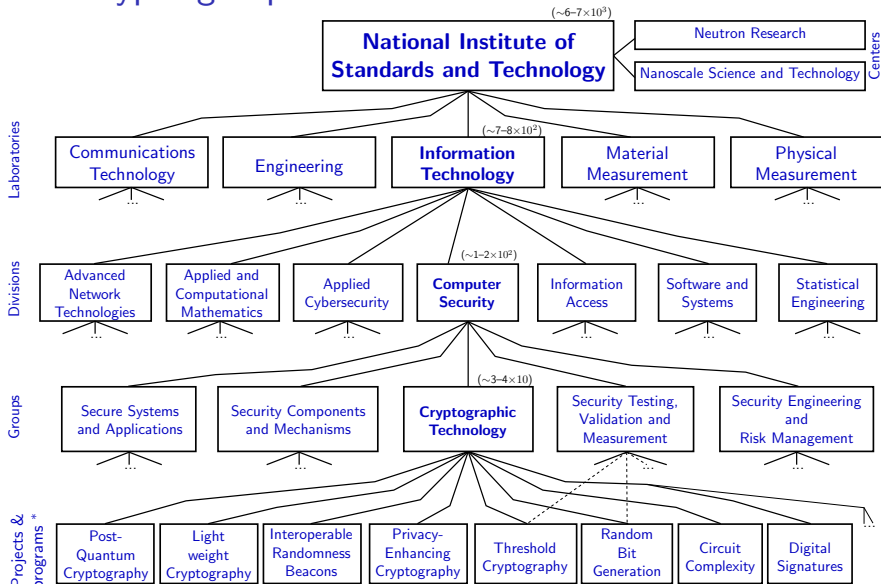 (∼6–7×10³)
National Institute of
Standards and Technology
Neutron Research
Nanoscale Science and Technology
Centers
Laboratories
(∼7–8×10²)
Communications
Technology
Engineering
Information
Technology
Material
Measurement
Physical
Measurement
...
...
...
...
Divisions
(∼1–2×10²)
Advanced
Network
Technologies
Applied and
Computational
Mathematics
Applied
Cybersecurity
Computer
Security
Information
Access
Software and
Systems
Statistical
Engineering
...
...
...
...
...
...
Groups
(∼3–4×10)
Secure Systems
and Applications
Security Components
and Mechanisms
Cryptographic
Technology
Security Testing,
Validation and
Measurement
Security Engineering
and
Risk Management
...
...
...
...
Projects &
programs *
...
Post-
Quantum
Cryptography
Light
weight
Cryptography
Interoperable
Randomness
Beacons
Privacy-
Enhancing
Cryptography
Threshold
Cryptography
Random
Bit
Generation
Circuit
Complexity
Digital
Signatures